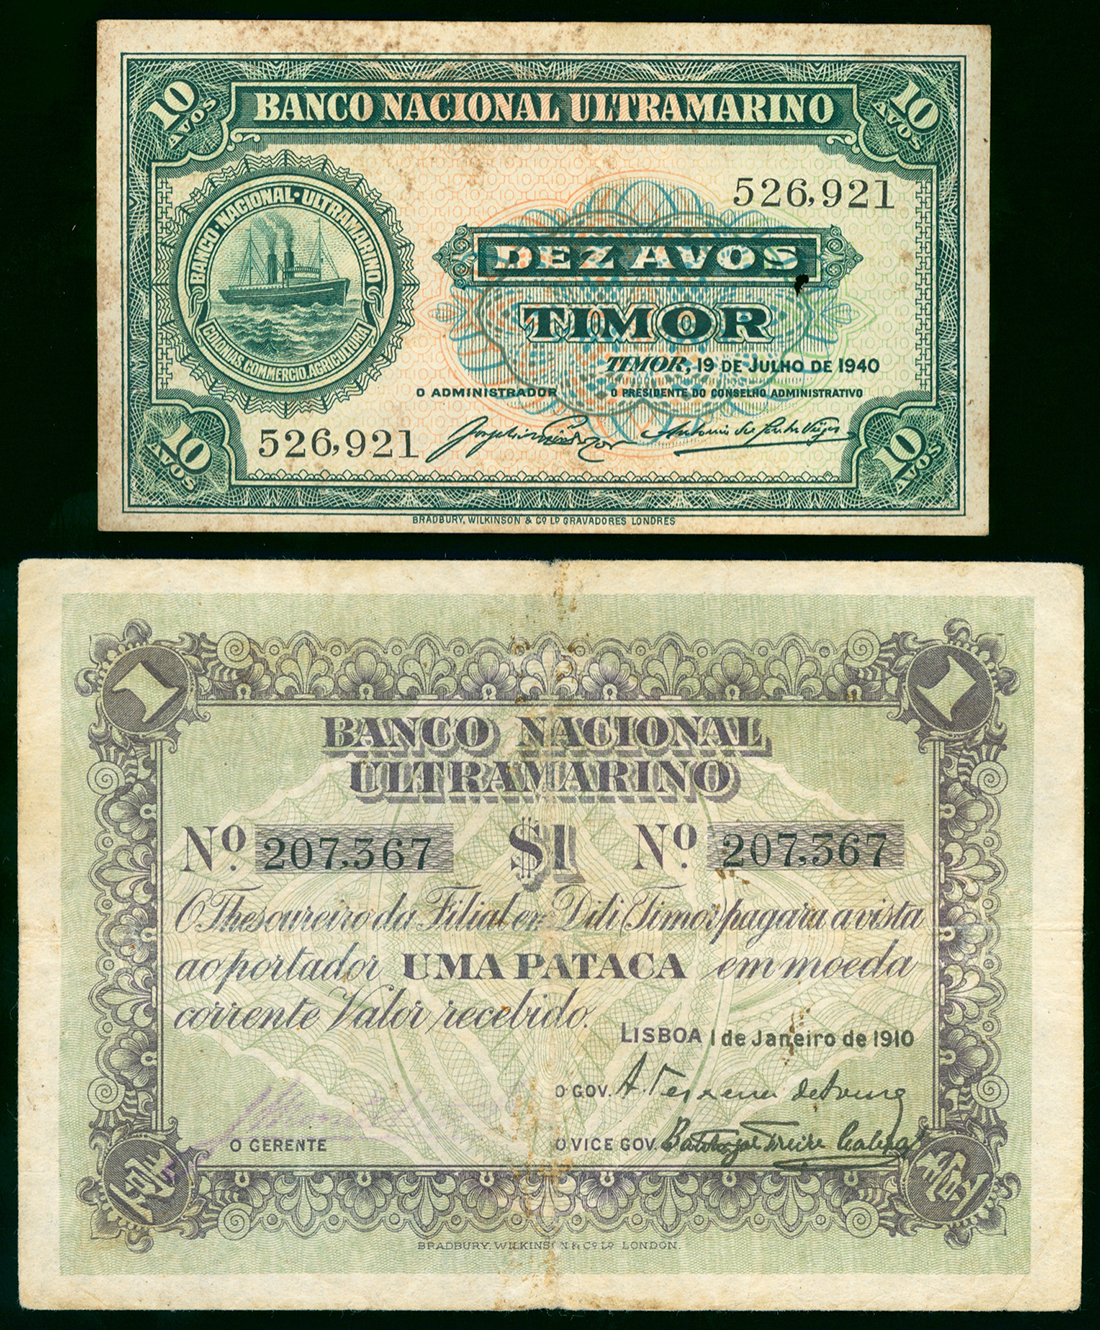 10 AVOS
BANCO NACIONAL ULTRAMARINO
10 AVOS
BANCO · NACIONAL · ULTRAMARINO
COLONIAS, COMMERCIO, AGRICULTURA
526,921
DEZ AVOS
TIMOR
TIMOR, 19 DE JULHO DE 1940
O ADMINISTRADOR O PRESIDENTE DO CONSELHO ADMINISTRATIVO
526,921
10 AVOS
10 AVOS
BRADBURY, WILKINSON & Cº Lº GRAVADORES LONDRES
1 1
BANCO NACIONAL
ULTRAMARINO
Nº 207,367 $1 Nº 207,367
O Thesoureiro da Filial em Dili (Timor) pagará á vista
ao portador UMA PATACA em moeda
corrente Valor recebido.
LISBOA 1 de Janeiro de 1910
O GOV.
O GERENTE O VICE GOV.
BRADBURY, WILKINSON & Cº Lº LONDON.